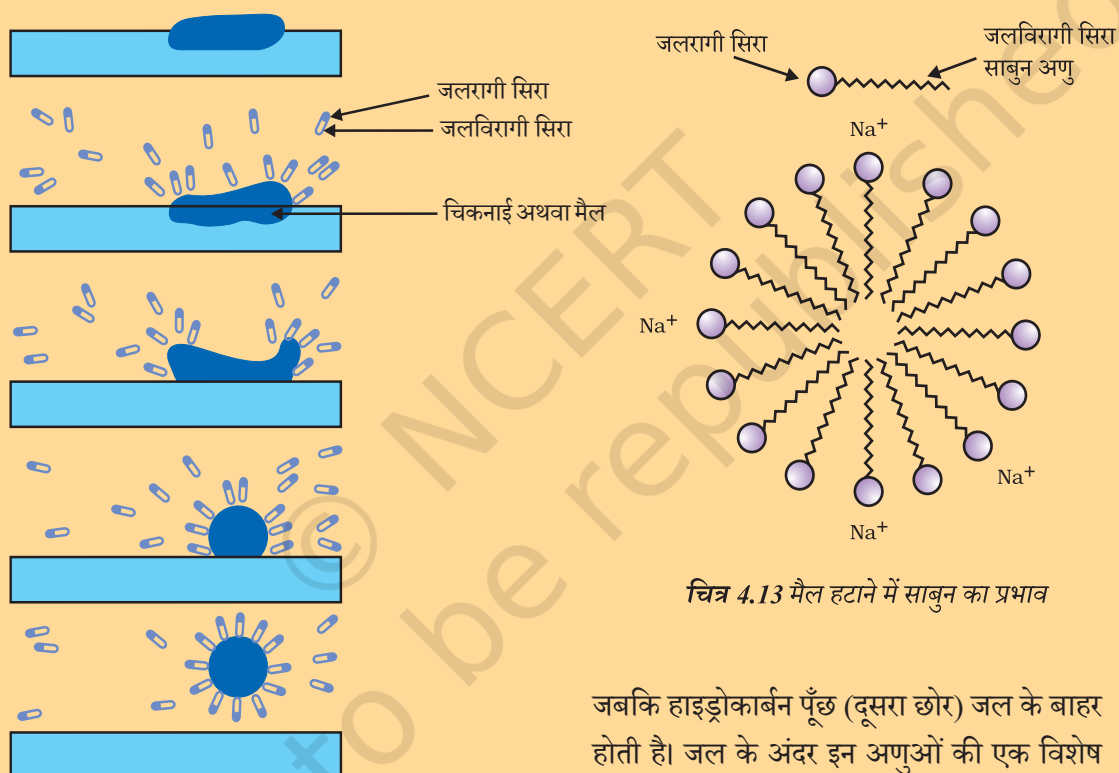 जलरागी सिरा
जलविरागी सिरा
चिकनाई अथवा मैल
जलरागी सिरा
जलविरागी सिरा
साबुन अणु
Na+
Na+
Na+
Na+
चित्र 4.13 मैल हटाने में साबुन का प्रभाव
जबकि हाइड्रोकार्बन पूँछ (दूसरा छोर) जल के बाहर
होती है। जल के अंदर इन अणुओं की एक विशेष
© NCERT
to be republished